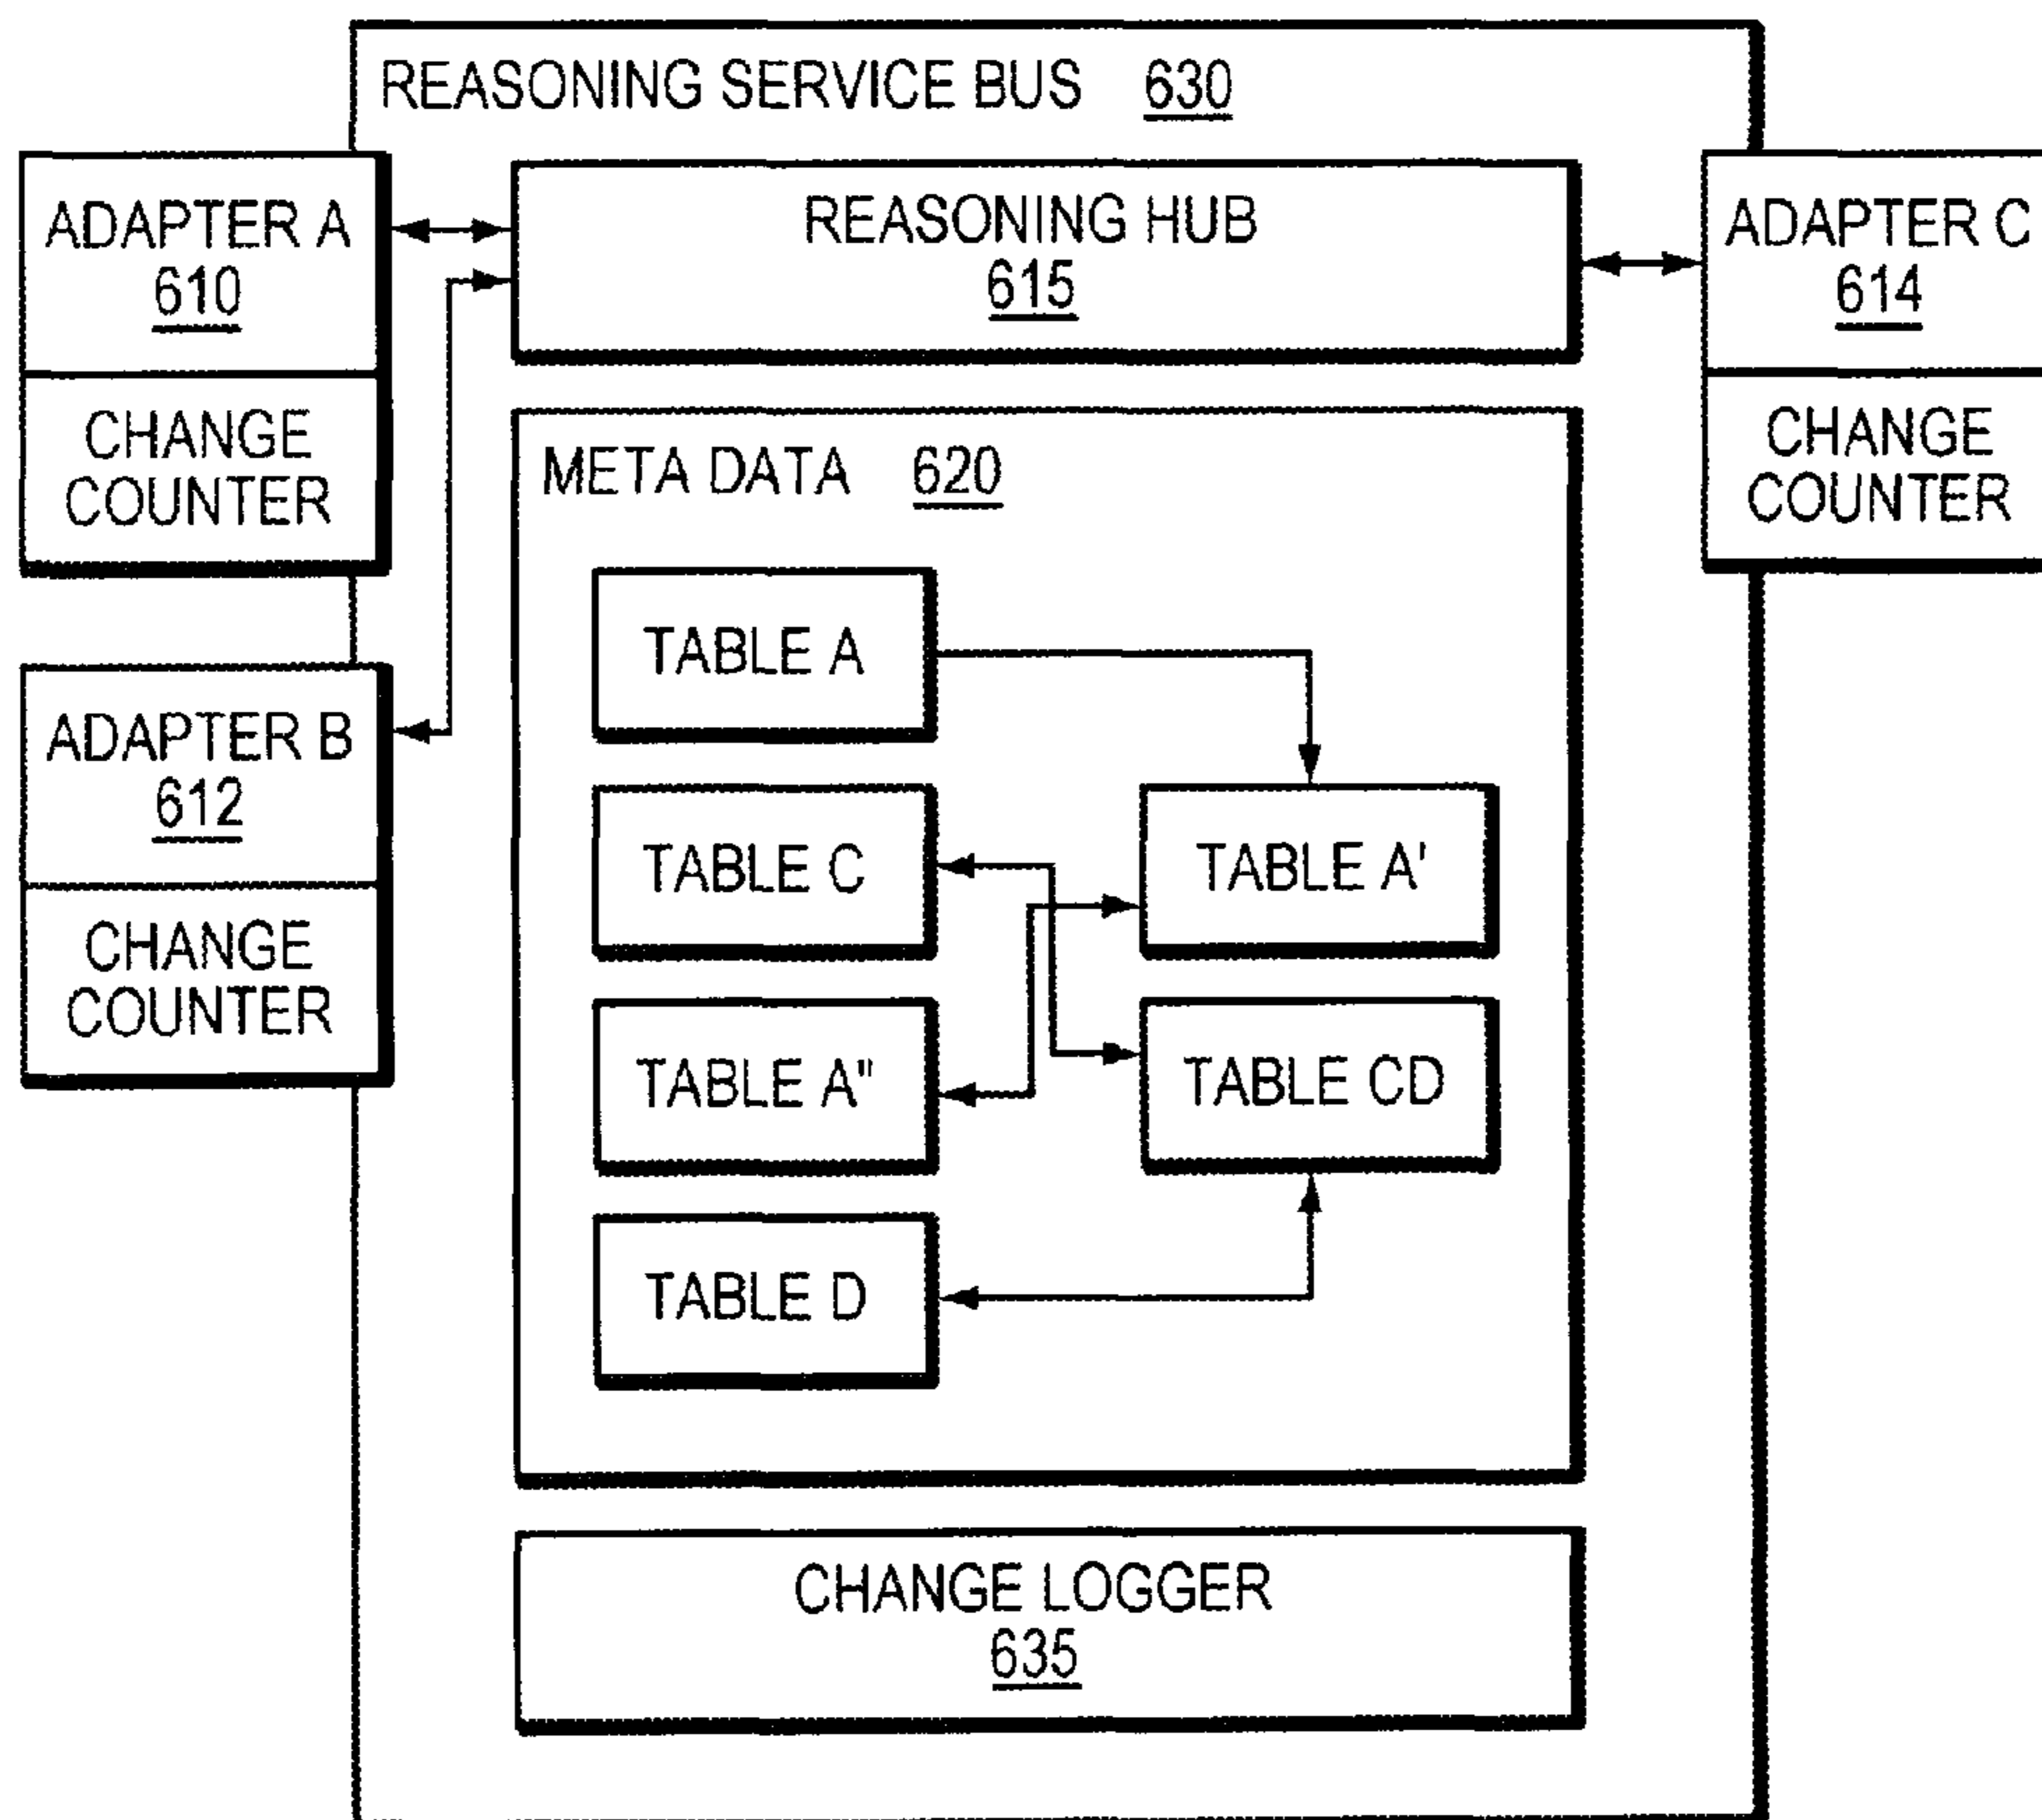 REASONING SERVICE BUS 630
ADAPTER A
610
CHANGE
COUNTER
ADAPTER B
612
CHANGE
COUNTER
REASONING HUB
615
META DATA 620
TABLE A
TABLE C
TABLE A'
TABLE A"
TABLE CD
TABLE D
CHANGE LOGGER
635
ADAPTER C
614
CHANGE
COUNTER